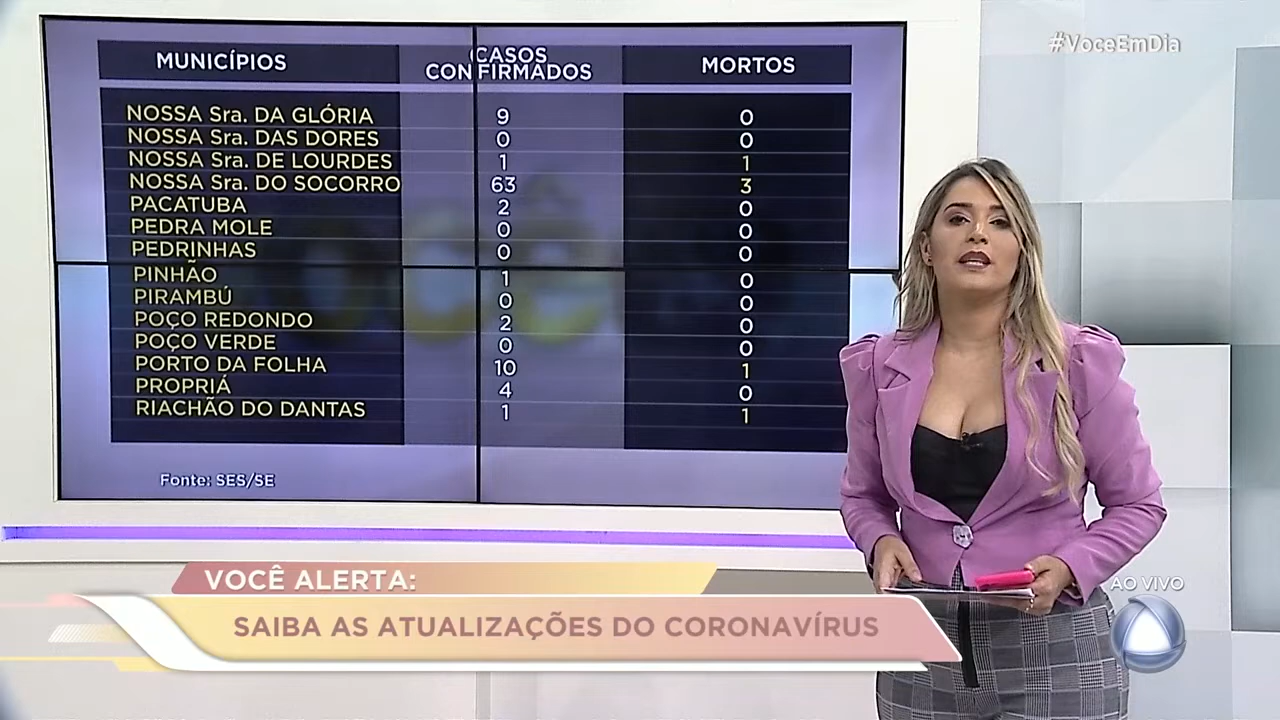 #VoceEmDia
MUNICÍPIOS CASOS CONFIRMADOS MORTOS
NOSSA Sra. DA GLÓRIA 9 0
NOSSA Sra. DAS DORES 0 0
NOSSA Sra. DE LOURDES 1 1
NOSSA Sra. DO SOCORRO 63 3
PACATUBA 2 0
PEDRA MOLE 0 0
PEDRINHAS 0 0
PINHÃO 1 0
PIRAMBÚ 0 0
POÇO REDONDO 2 0
POÇO VERDE 0 0
PORTO DA FOLHA 10 1
PROPRIÁ 4 0
RIACHÃO DO DANTAS 1 1
Fonte: SES/SE
VOCÊ ALERTA:
SAIBA AS ATUALIZAÇÕES DO CORONAVÍRUS
AO VIVO